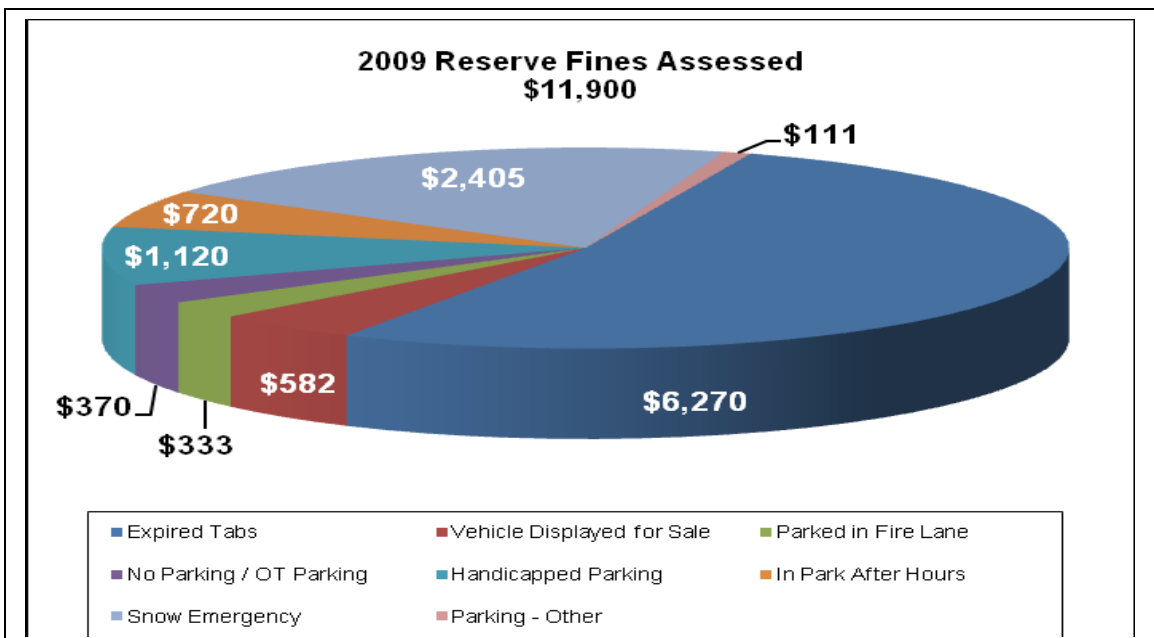 2009 Reserve Fines Assessed
$11,900
$111
$2,405
$720
$1,120
$370
$333
$582
$6,270
Expired Tabs
Vehicle Displayed for Sale
Parked in Fire Lane
No Parking / OT Parking
Handicapped Parking
In Park After Hours
Snow Emergency
Parking - Other